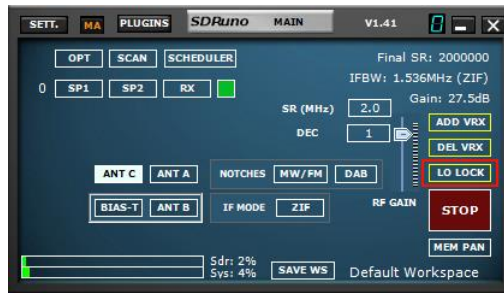 SETT. MA PLUGINS SDRuno MAIN V1.41 0
OPT SCAN SCHEDULER Final SR: 2000000
IFBW: 1.536MHz (ZIF)
0 SP1 SP2 RX Gain: 27.5dB
SR (MHz) 2.0 ADD VRX
DEC 1
DEL VRX
ANT C ANT A NOTCHES MW/FM DAB LO LOCK
BIAS-T ANT B IF MODE ZIF RF GAIN STOP
MEM PAN
Sdr: 2%
Sys: 4% SAVE WS Default Workspace